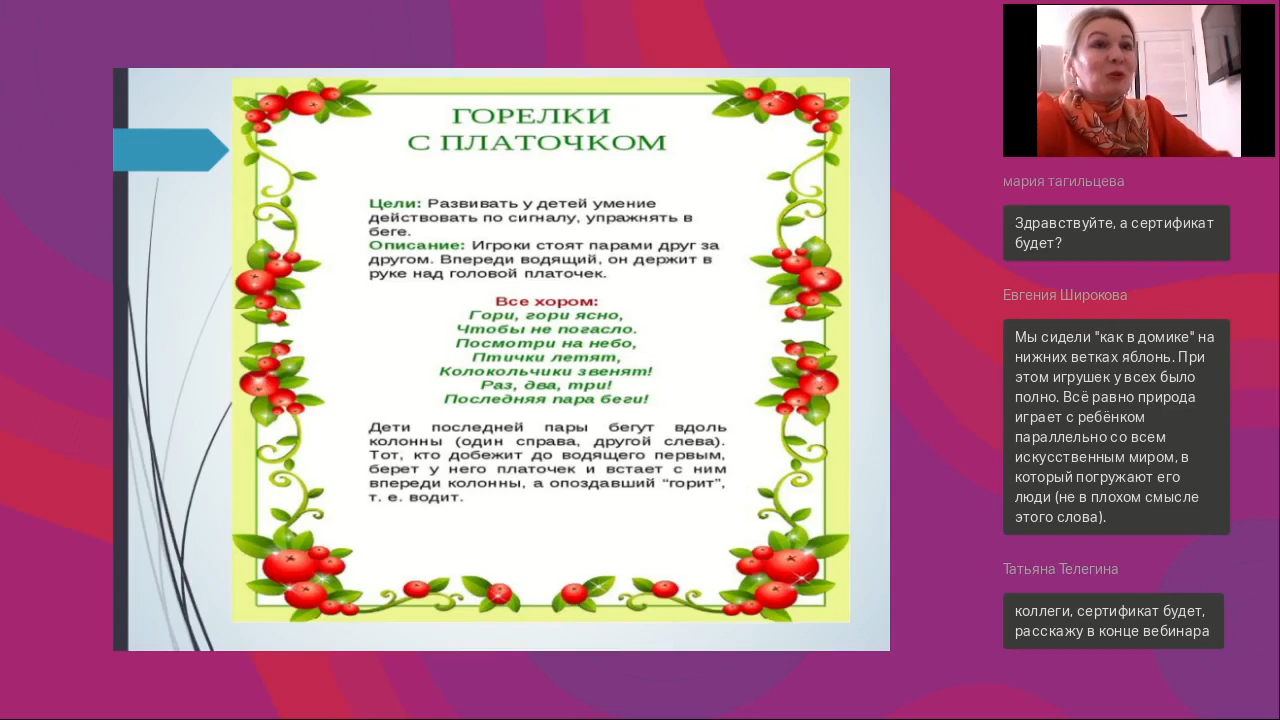 ГОРЕЛКИ
С ПЛАТОЧКОМ
Цели: Развивать у детей умение
действовать по сигналу, упражнять в
беге.
Описание: Игроки стоят парами друг за
другом. Впереди водящий, он держит в
руке над головой платочек.
Все хором:
Гори, гори ясно,
Чтобы не погасло.
Посмотри на небо,
Птички летят,
Колокольчики звенят!
Раз, два, три!
Последняя пара беги!
Дети последней пары бегут вдоль
колонны (один справа, другой слева).
Тот, кто добежит до водящего первым,
берет у него платочек и встает с ним
впереди колонны, а опоздавший “горит”,
т. е. водит.
мария тагильцева
Здравствуйте, а сертификат
будет?
Евгения Широкова
Мы сидели "как в домике" на
нижних ветках яблонь. При
этом игрушек у всех было
полно. Всё равно природа
играет с ребёнком
параллельно со всем
искусственным миром, в
который погружают его
люди (не в плохом смысле
этого слова).
Татьяна Телегина
коллеги, сертификат будет,
расскажу в конце вебинара